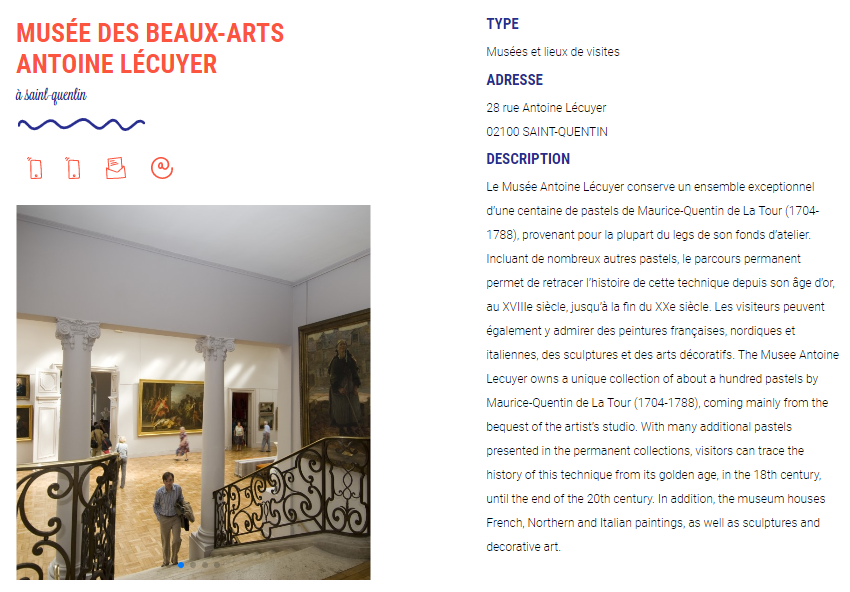 MUSÉE DES BEAUX-ARTS
ANTOINE LÉCUYER
à saint-quentin
TYPE
Musées et lieux de visites
ADRESSE
28 rue Antoine Lécuyer
02100 SAINT-QUENTIN
DESCRIPTION
Le Musée Antoine Lécuyer conserve un ensemble exceptionnel
d'une centaine de pastels de Maurice-Quentin de La Tour (1704-
1788), provenant pour la plupart du legs de son fonds d'atelier.
Incluant de nombreux autres pastels, le parcours permanent
permet de retracer l'histoire de cette technique depuis son âge d'or,
au XVIIIe siècle, jusqu'à la fin du XXe siècle. Les visiteurs peuvent
également y admirer des peintures françaises, nordiques et
italiennes, des sculptures et des arts décoratifs. The Musee Antoine
Lecuyer owns a unique collection of about a hundred pastels by
Maurice-Quentin de La Tour (1704-1788), coming mainly from the
bequest of the artist's studio. With many additional pastels
presented in the permanent collections, visitors can trace the
history of this technique from its golden age, in the 18th century,
until the end of the 20th century. In addition, the museum houses
French, Northern and Italian paintings, as well as sculptures and
decorative art.